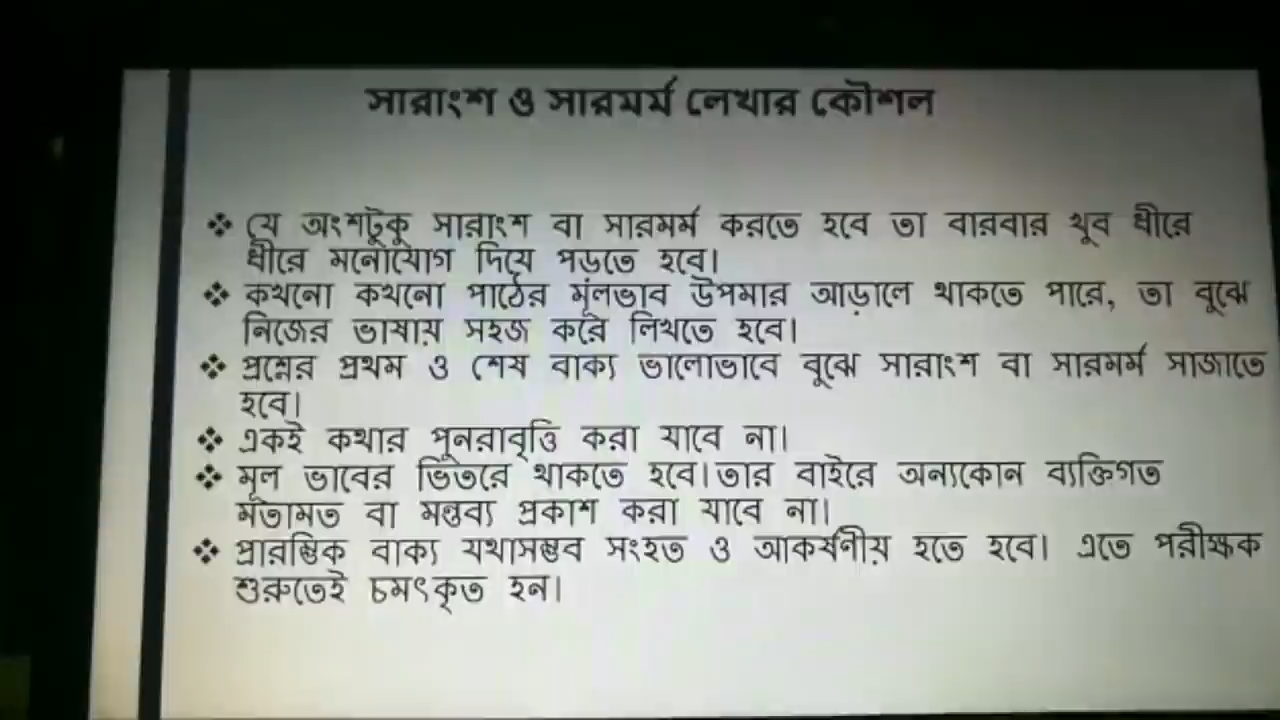 সারাংশ ও সারমর্ম লেখার কৌশল
❖ যে অংশটুকু সারাংশ বা সারমর্ম করতে হবে তা বারবার খুব ধীরে
ধীরে মনোযোগ দিয়ে পড়তে হবে।
❖ কখনো কখনো পাঠের মূলভাব উপমার আড়ালে থাকতে পারে, তা বুঝে
নিজের ভাষায় সহজ করে লিখতে হবে।
❖ প্রশ্নের প্রথম ও শেষ বাক্য ভালোভাবে বুঝে সারাংশ বা সারমর্ম সাজাতে
হবে।
❖ একই কথার পুনরাবৃত্তি করা যাবে না।
❖ মূল ভাবের ভিতরে থাকতে হবে।তার বাইরে অন্যকোন ব্যক্তিগত
মতামত বা মন্তব্য প্রকাশ করা যাবে না।
❖ প্রারম্ভিক বাক্য যথাসম্ভব সংহত ও আকর্ষণীয় হতে হবে। এতে পরীক্ষক
শুরুতেই চমৎকৃত হন।